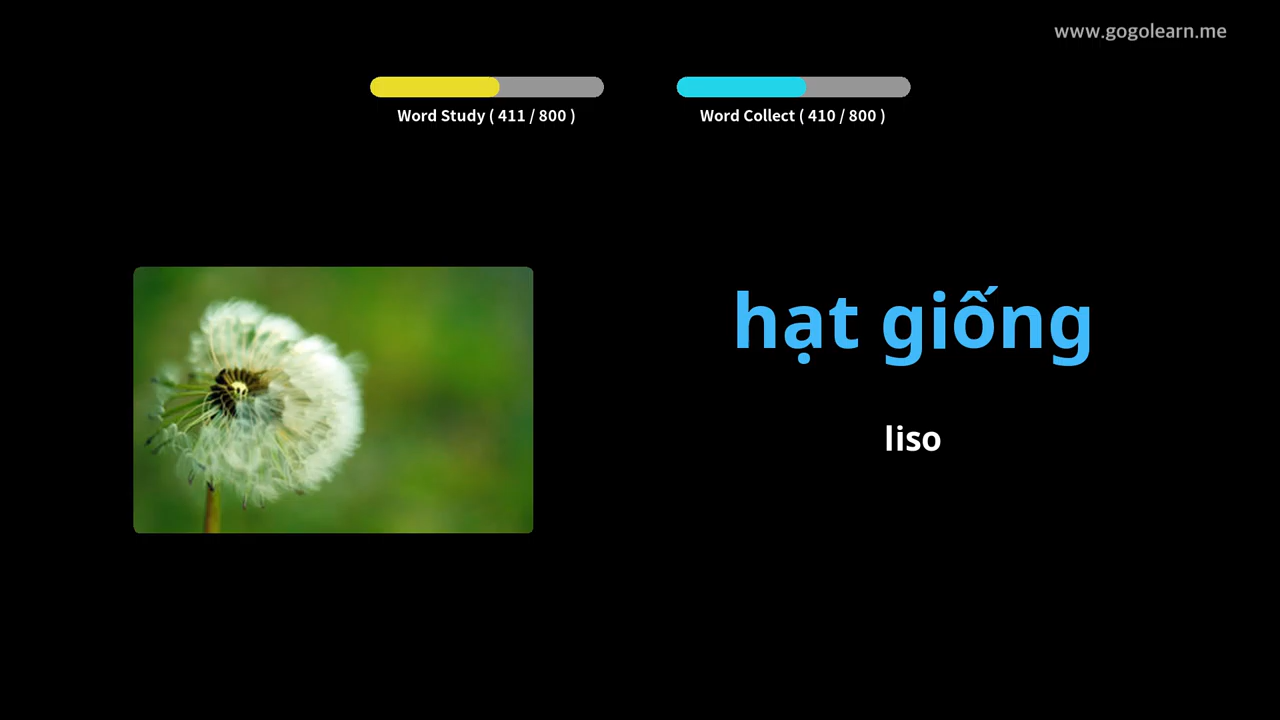 www.gogolearn.me
Word Study ( 411 / 800 )
Word Collect ( 410 / 800 )
hạt giống
liso